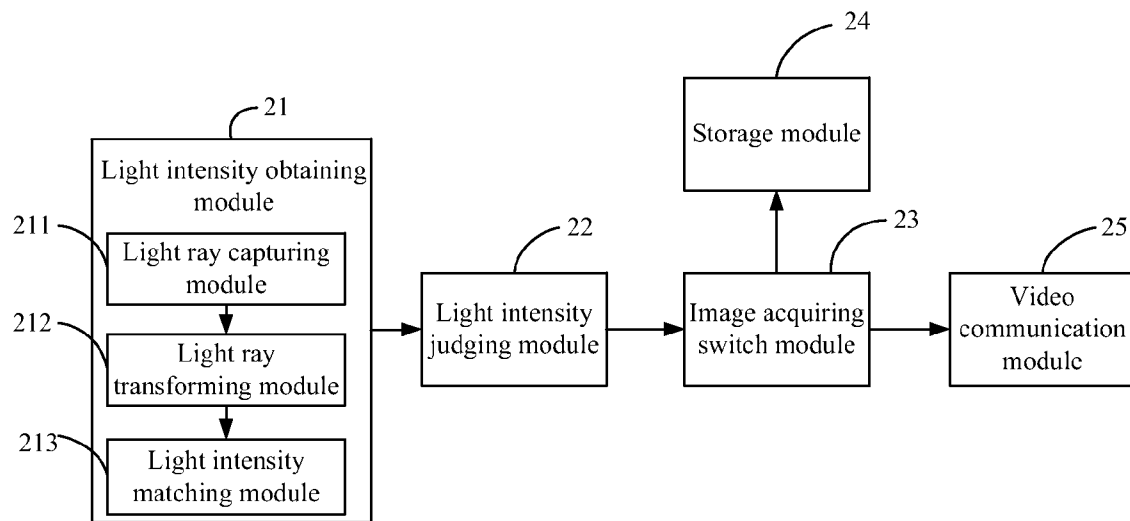 24
Storage module
21
Light intensity obtaining
module
211
Light ray capturing
module
212
Light ray
transforming module
213
Light intensity
matching module
22
Light intensity
judging module
23
Image acquiring
switch module
25
Video
communication
module